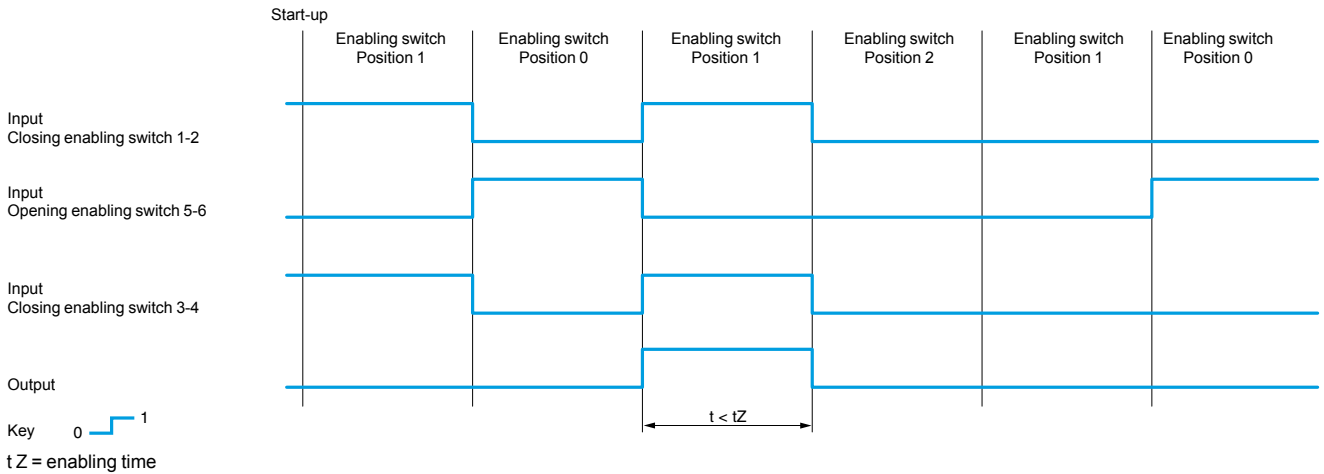 Start-up
Enabling switch
Position 1
Enabling switch
Position 0
Enabling switch
Position 1
Enabling switch
Position 2
Enabling switch
Position 1
Enabling switch
Position 0
Input
Closing enabling switch 1-2
Input
Opening enabling switch 5-6
Input
Closing enabling switch 3-4
Output
t < tZ
Key 0 1
t Z = enabling time